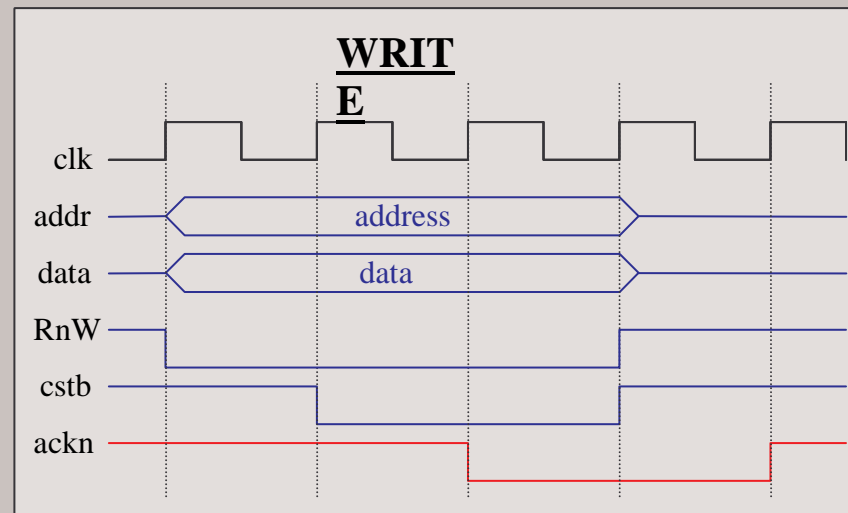 WRIT
E
clk
addr address
data data
RnW
cstb
ackn